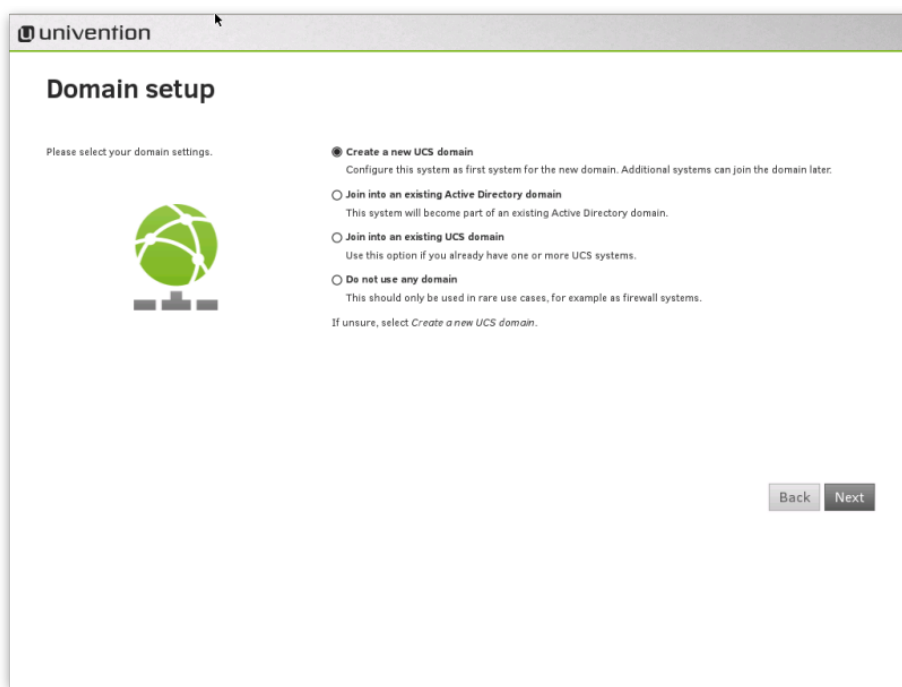 univention
Domain setup
Please select your domain settings.
Create a new UCS domain
Configure this system as first system for the new domain. Additional systems can join the domain later.
Join into an existing Active Directory domain
This system will become part of an existing Active Directory domain.
Join into an existing UCS domain
Use this option if you already have one or more UCS systems.
Do not use any domain
This should only be used in rare use cases, for example as firewall systems.
If unsure, select Create a new UCS domain.
Back Next